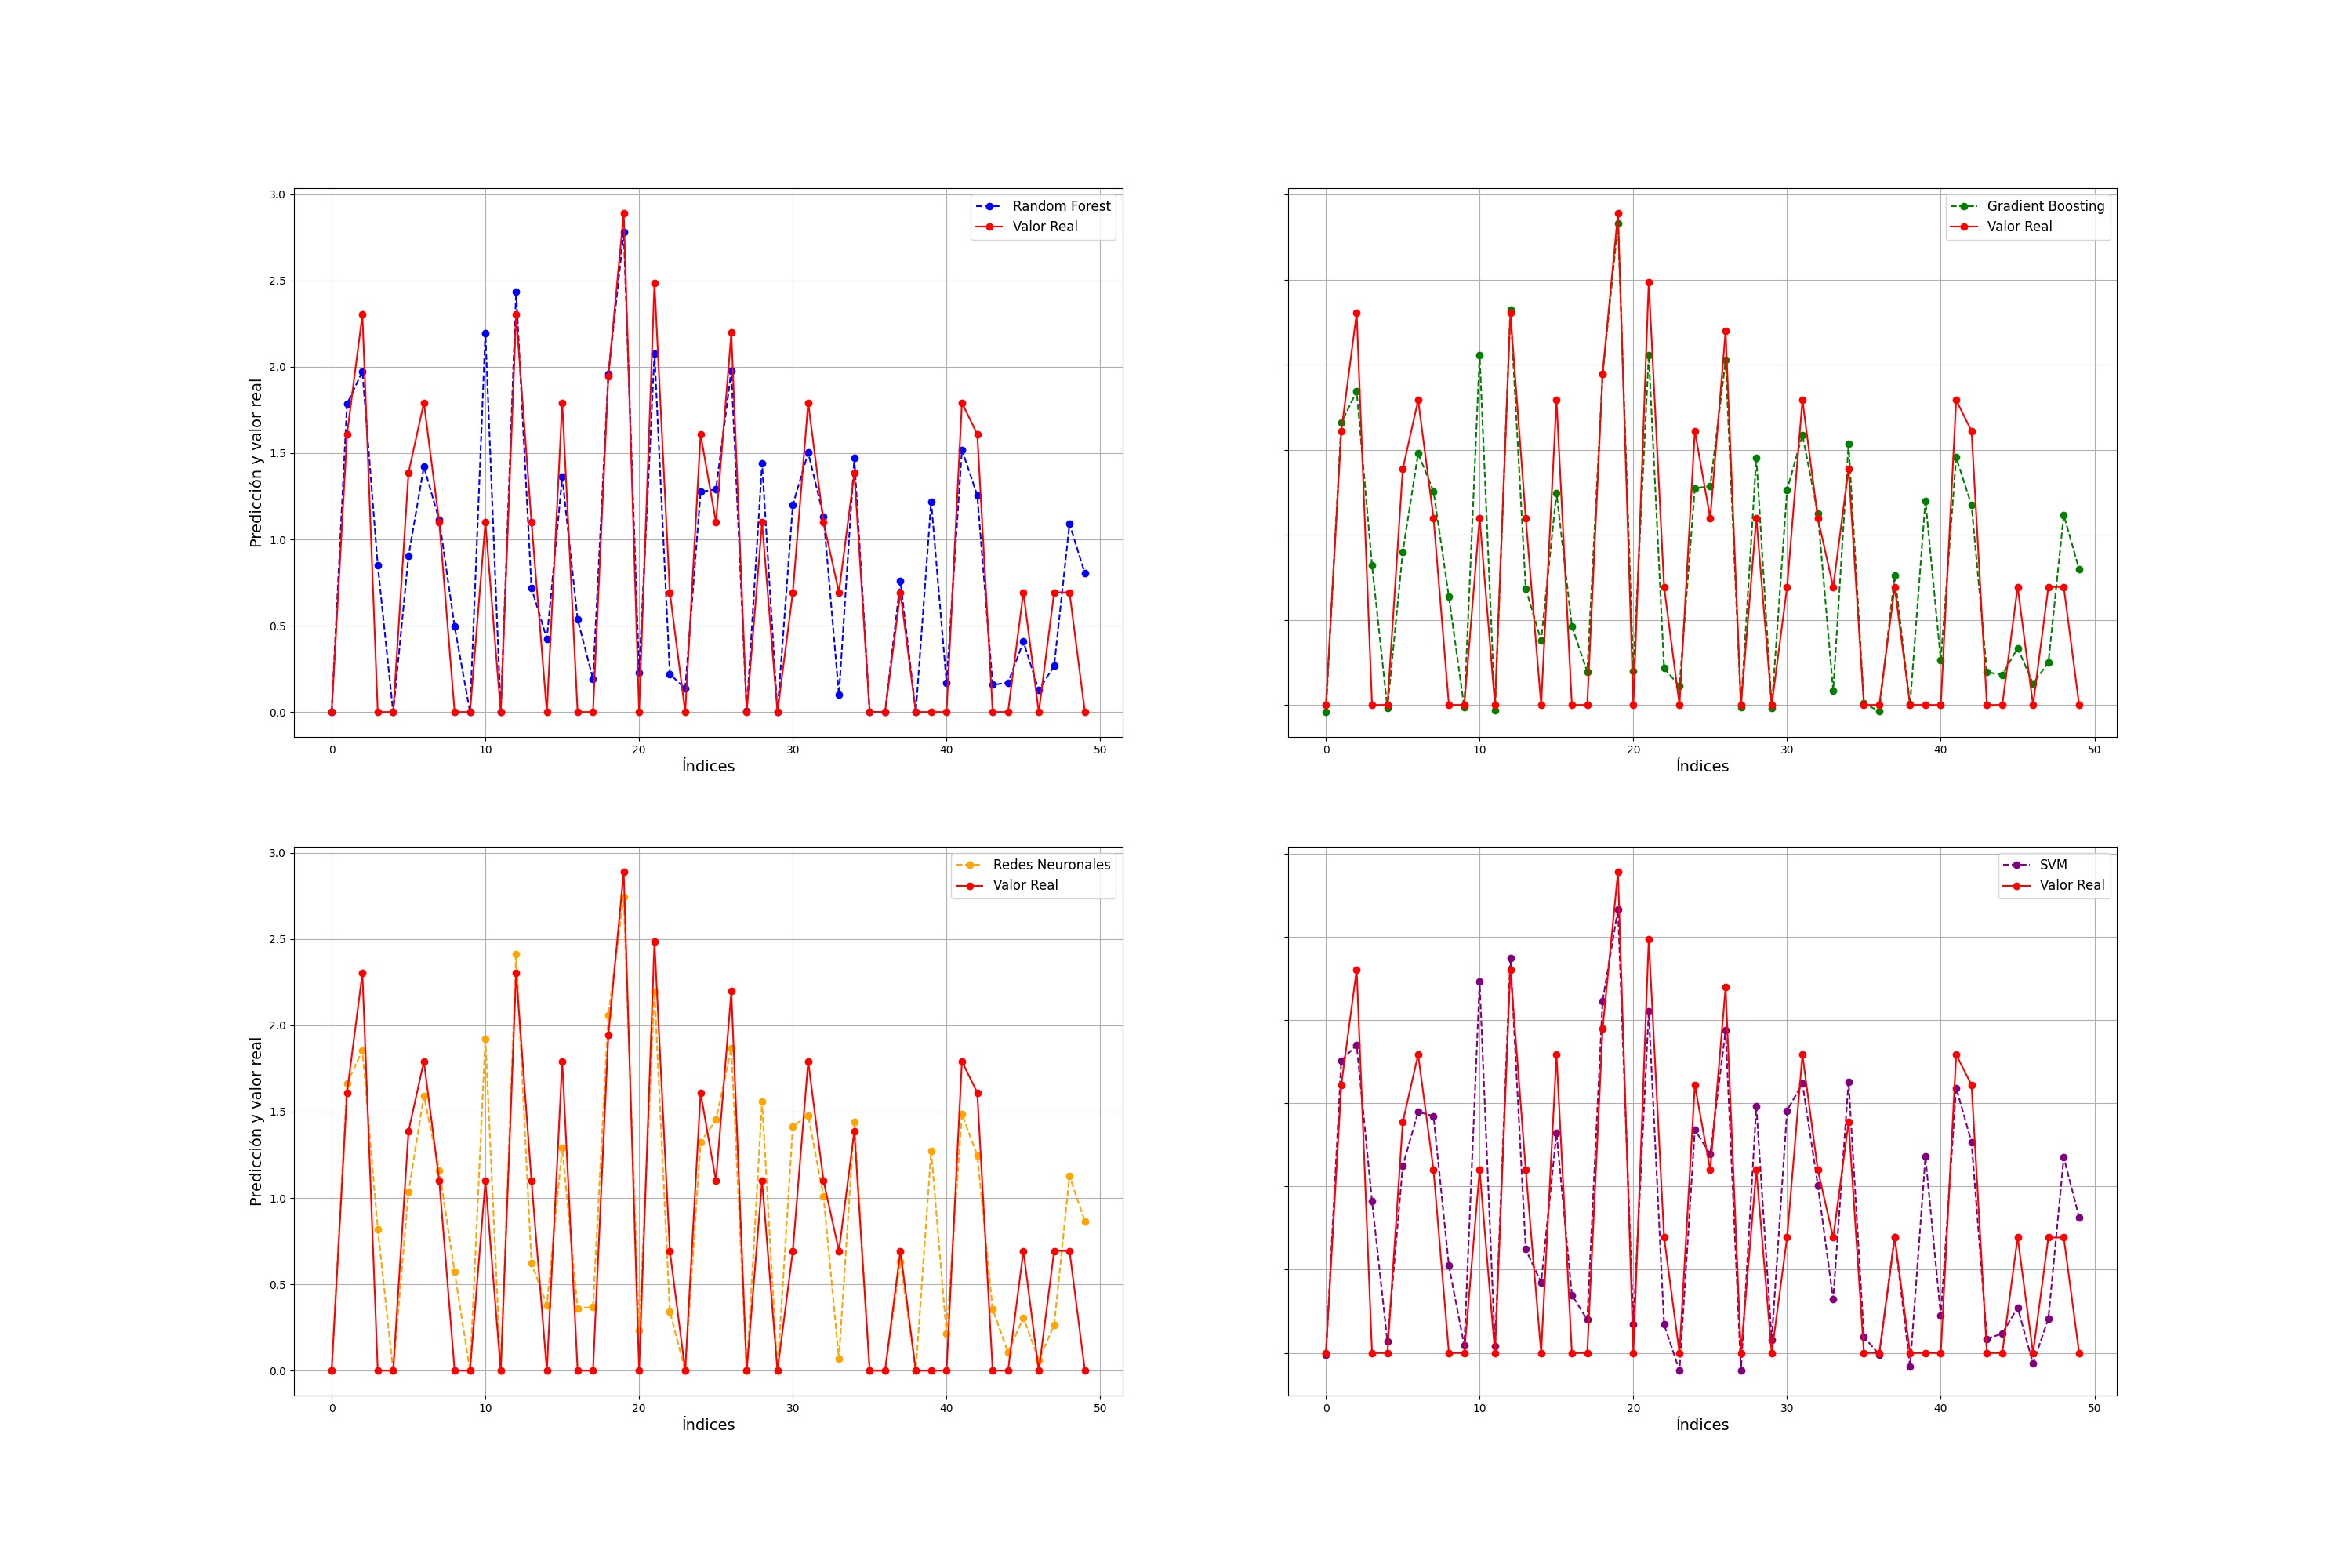 Random Forest
Valor Real
3.0
2.5
2.0
1.5
1.0
0.5
0.0
Predicción y valor real
0 10 20 30 40 50
Índices
Gradient Boosting
Valor Real
0 10 20 30 40 50
Índices
Redes Neuronales
Valor Real
3.0
2.5
2.0
1.5
1.0
0.5
0.0
Predicción y valor real
0 10 20 30 40 50
Índices
SVM
Valor Real
0 10 20 30 40 50
Índices